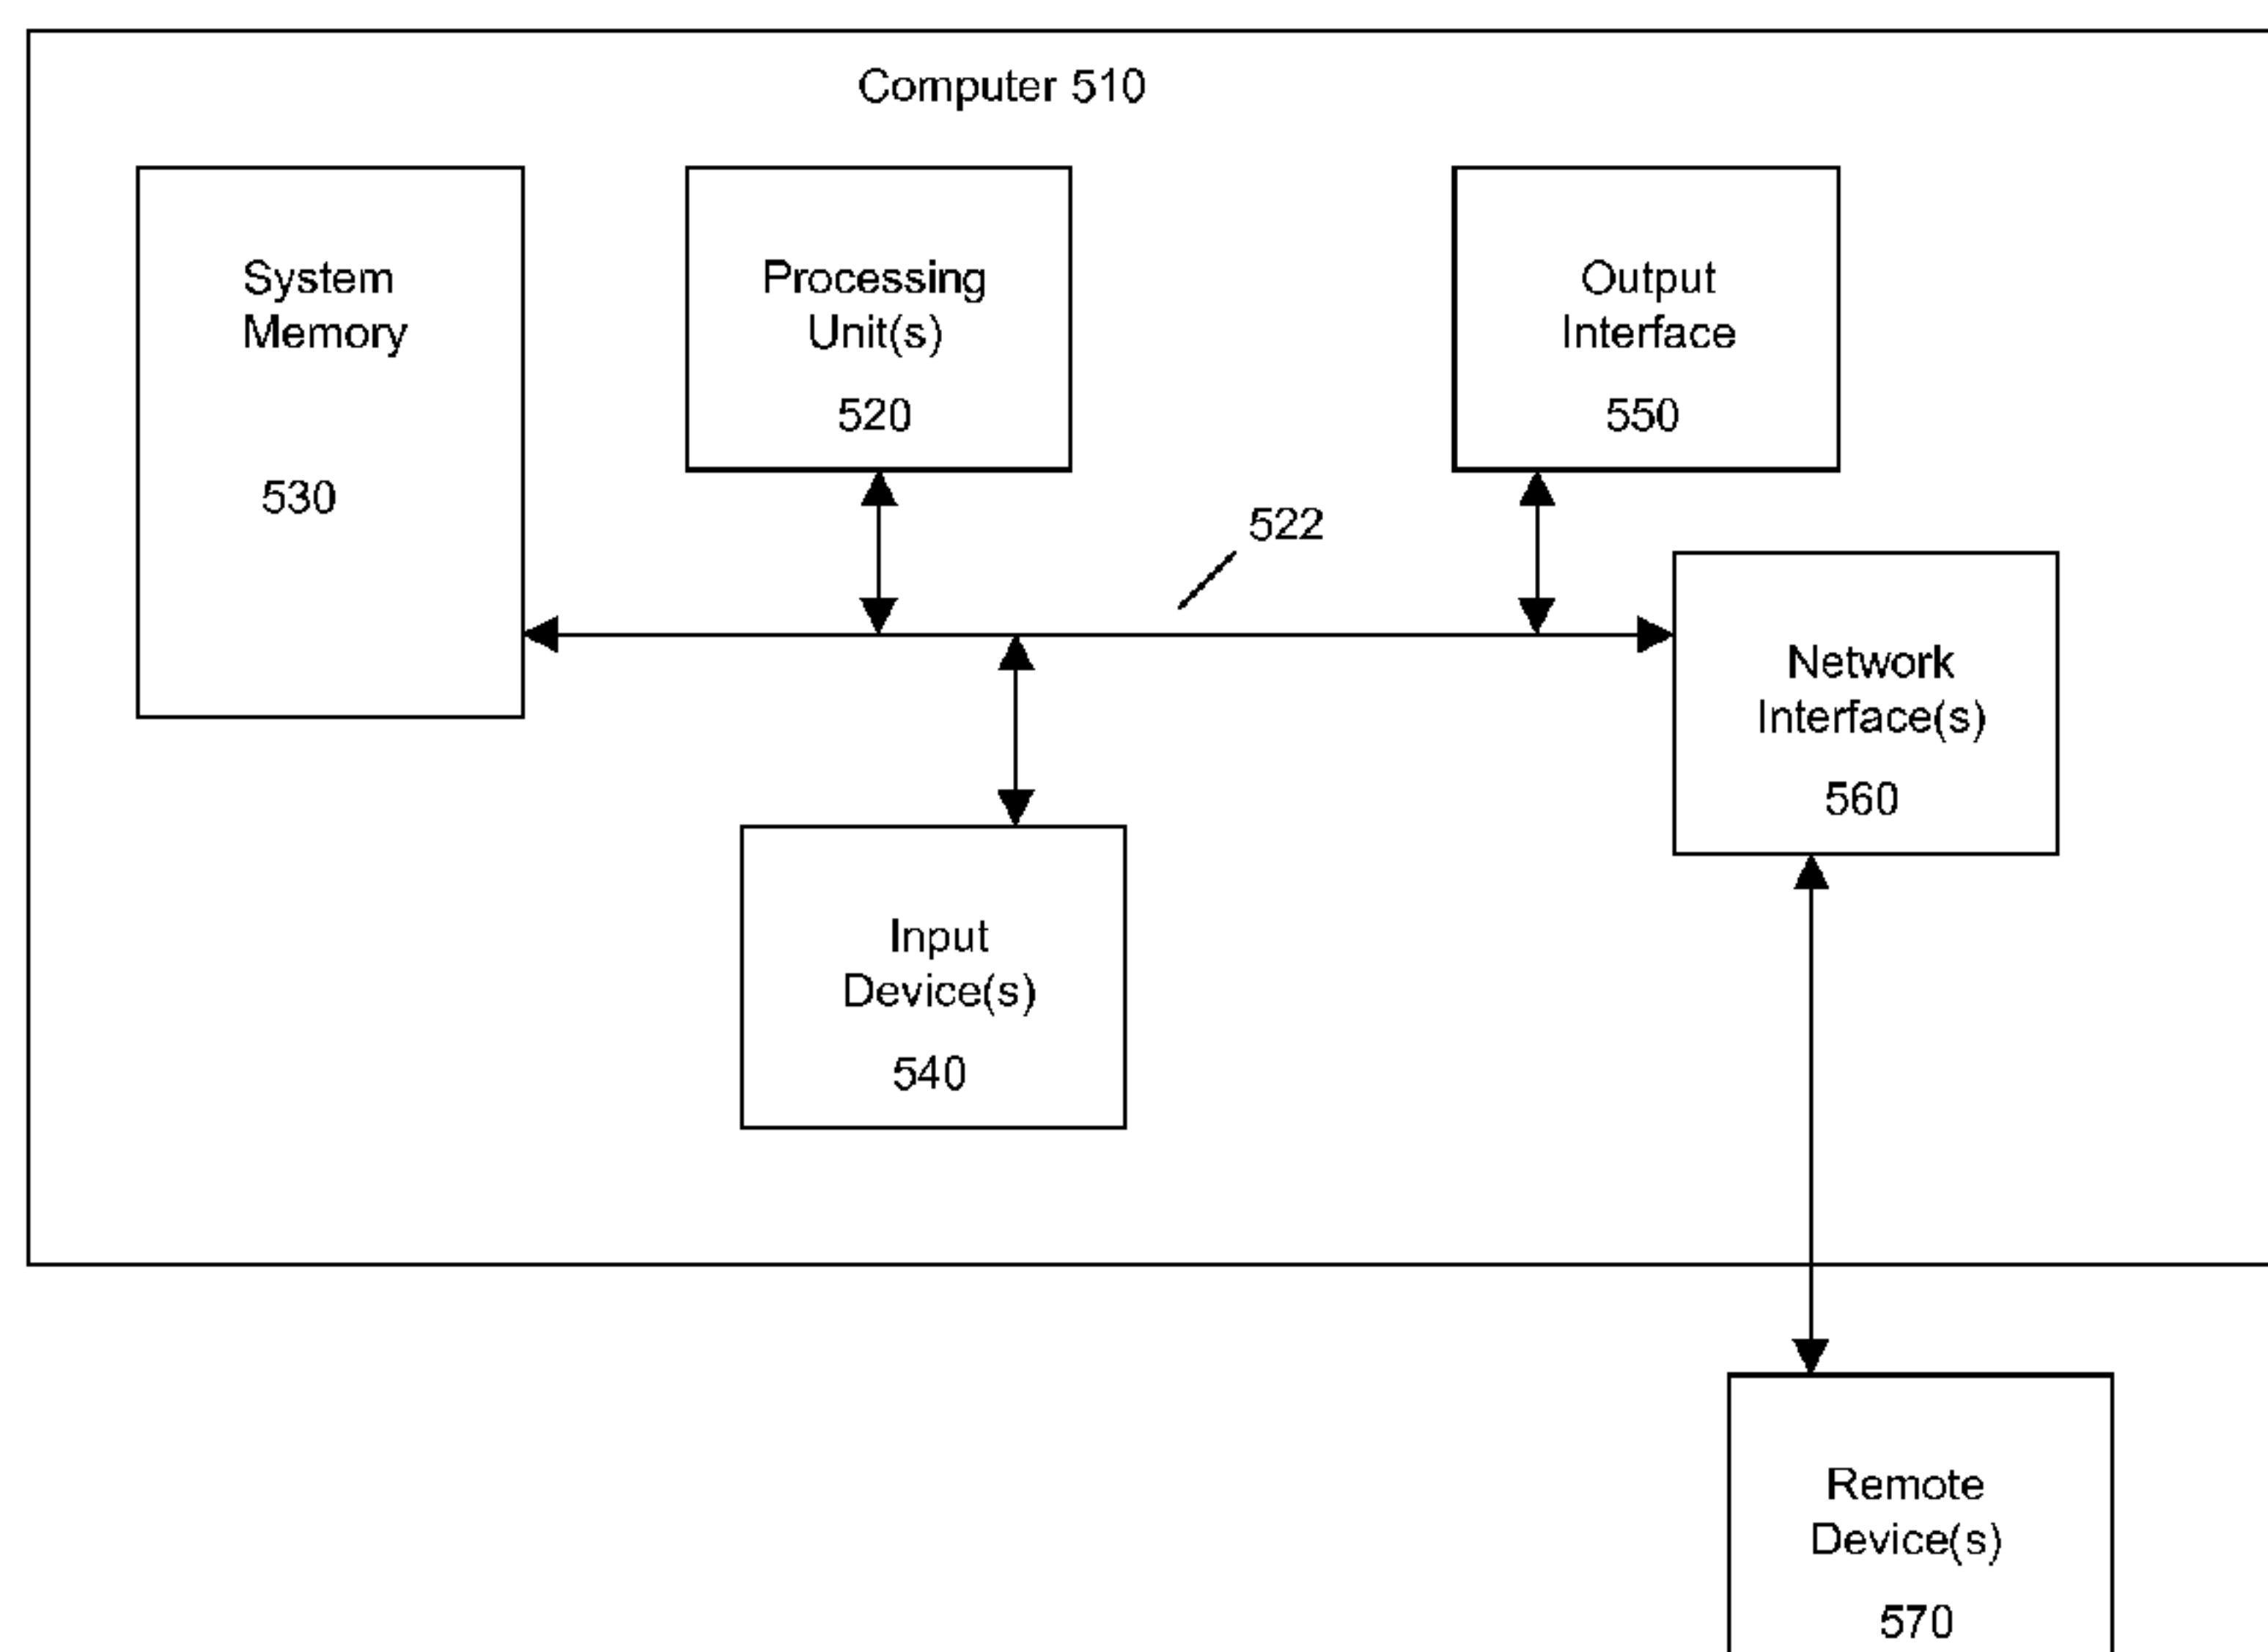 Computer 510
System
Memory
530
Processing
Unit(s)
520
Output
Interface
550
522
Network
Interface(s)
560
Input
Device(s)
540
Remote
Device(s)
570